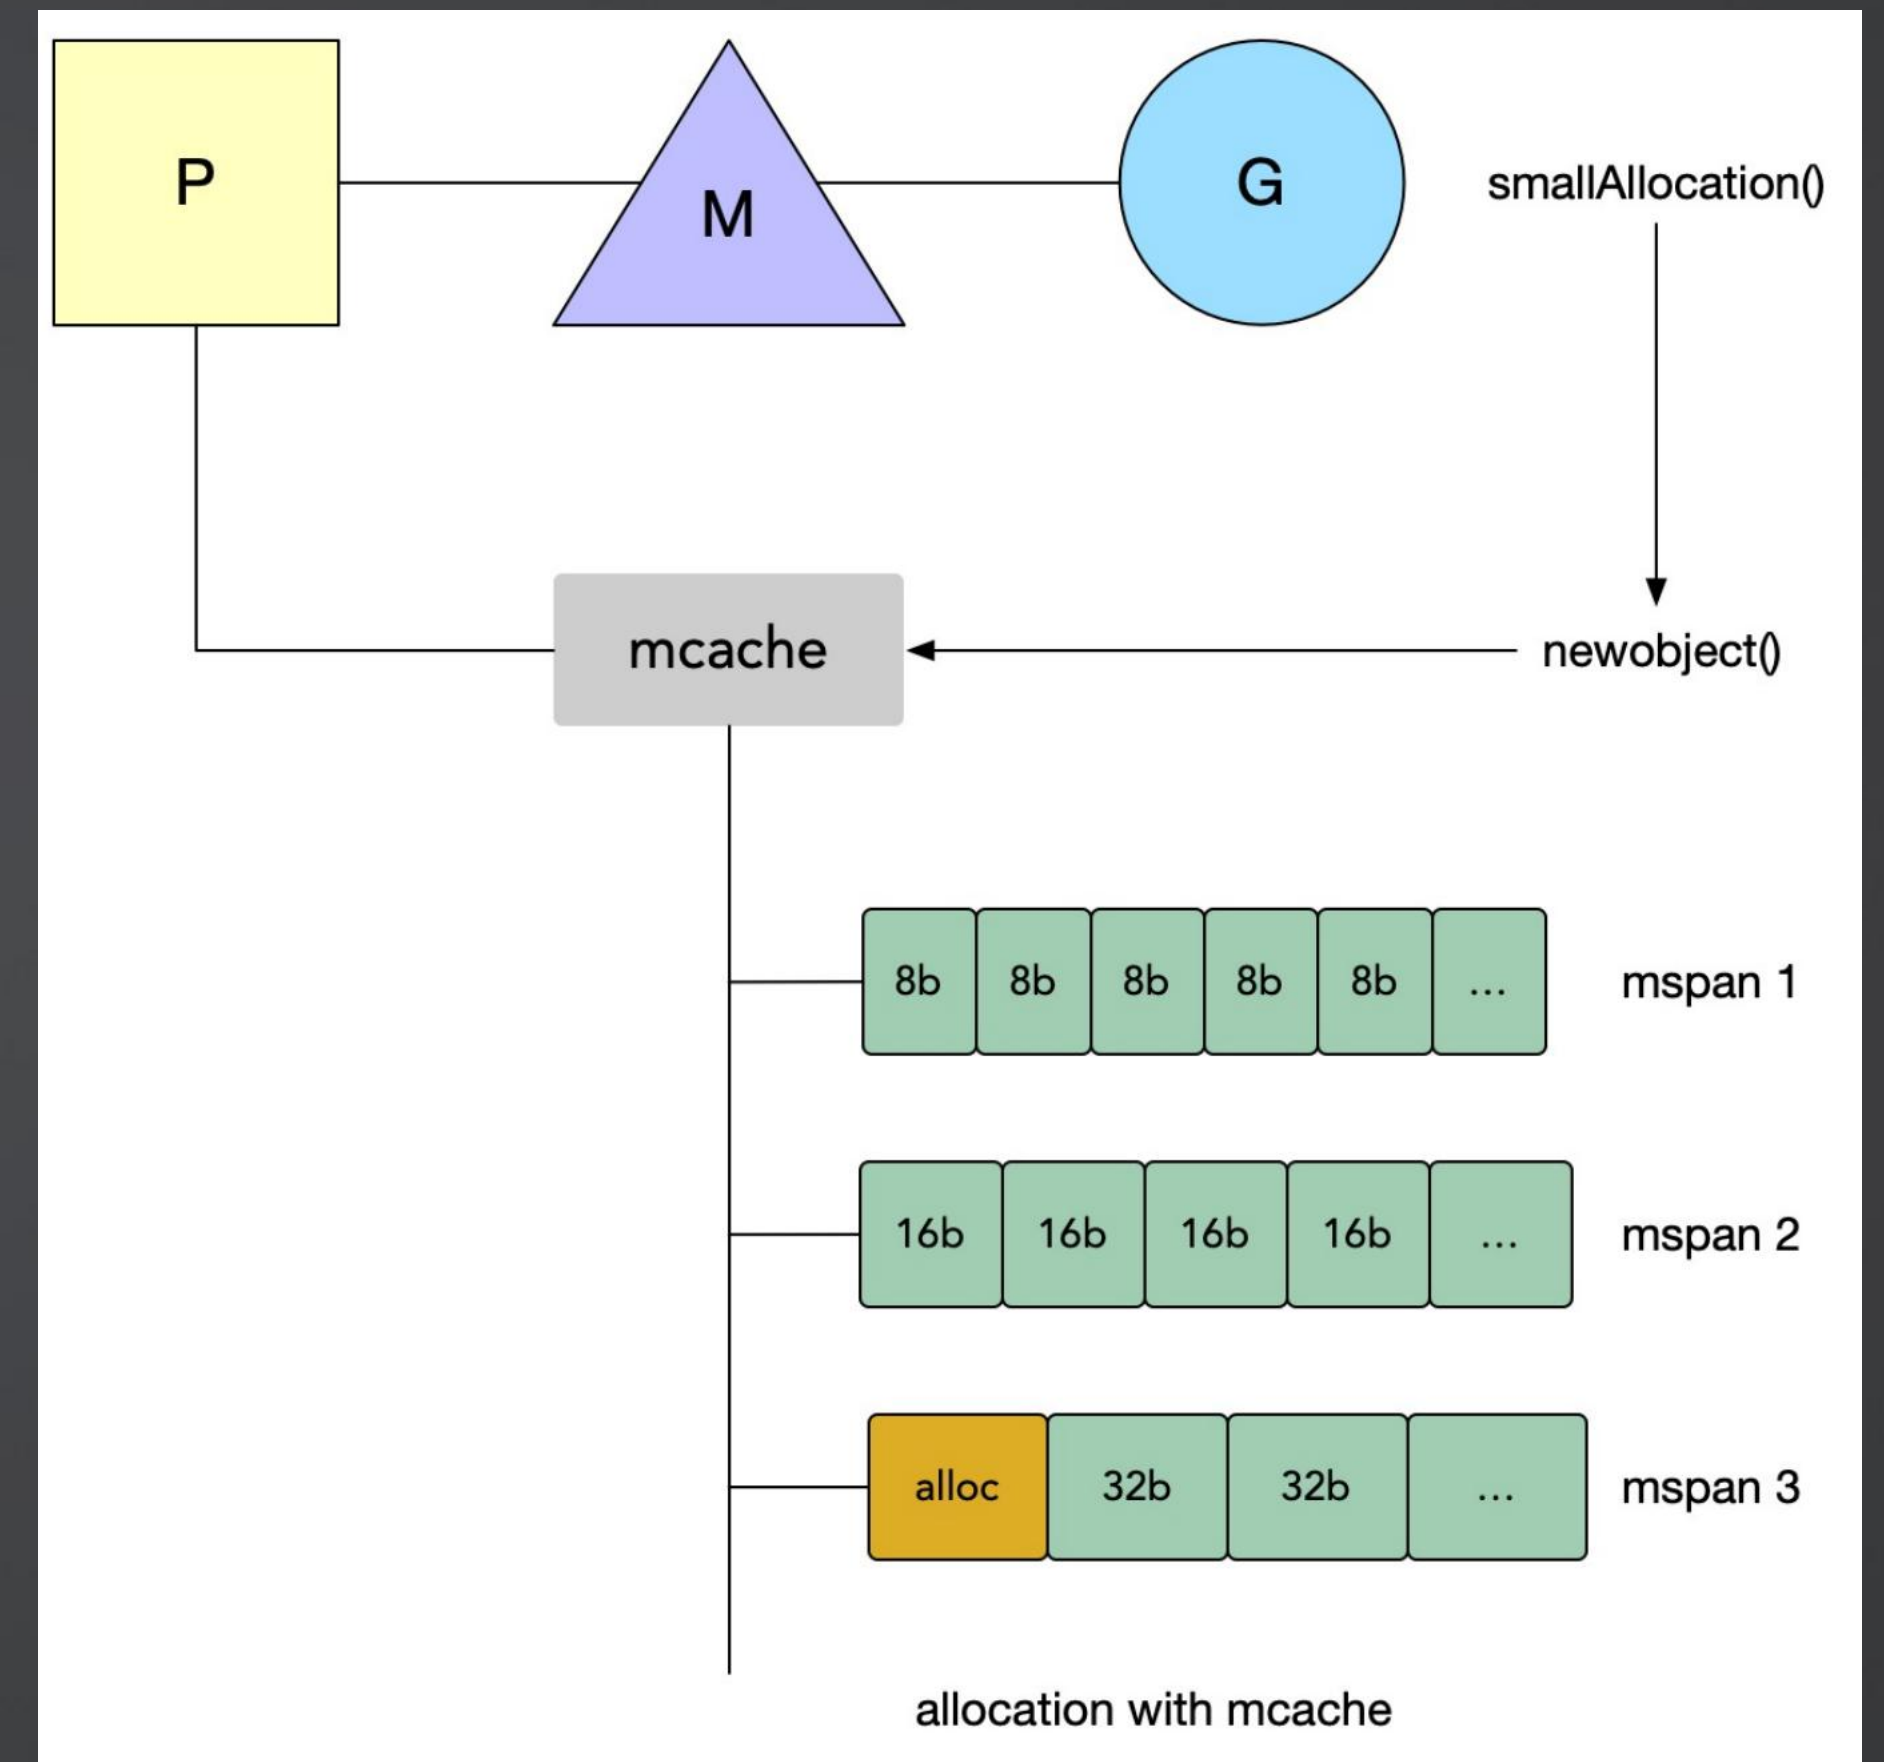 P
M
G
smallAllocation()
mcache
newobject()
8b 8b 8b 8b 8b ... mspan 1
16b 16b 16b 16b ... mspan 2
alloc 32b 32b ... mspan 3
allocation with mcache